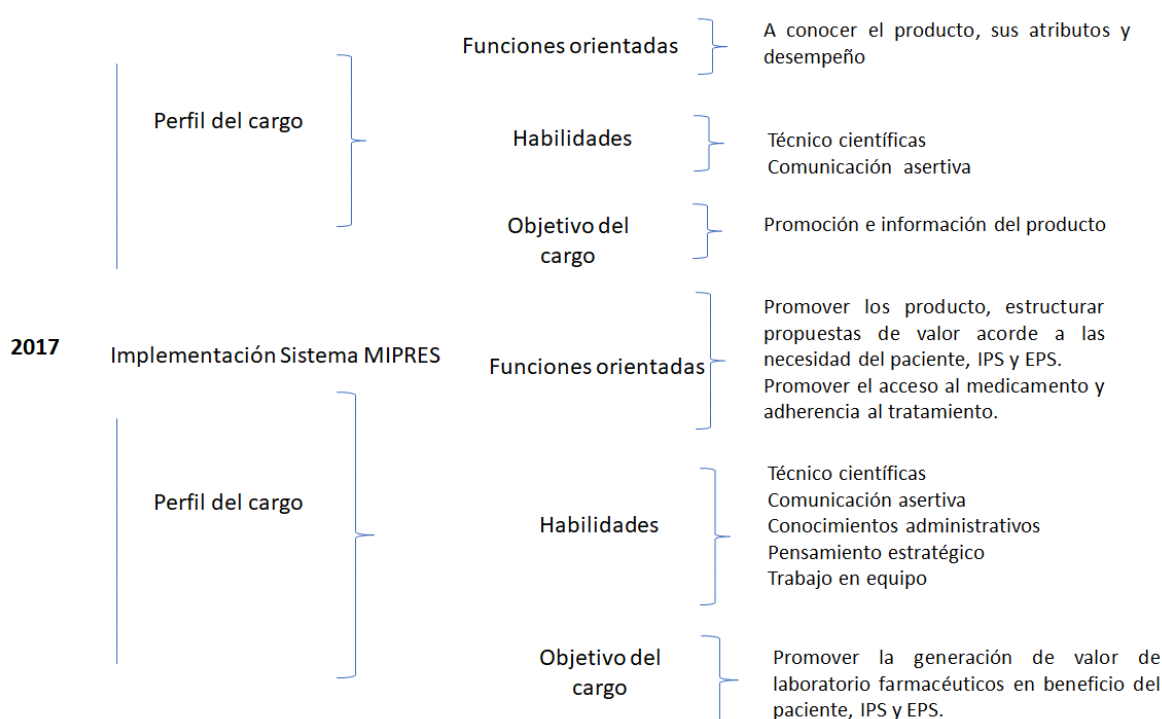 Funciones orientadas
A conocer el producto, sus atributos y
desempeño
Perfil del cargo
Habilidades
Técnico científicas
Comunicación asertiva
Objetivo del
cargo
Promoción e información del producto
2017
Implementación Sistema MIPRES
Funciones orientadas
Promover los producto, estructurar
propuestas de valor acorde a las
necesidad del paciente, IPS y EPS.
Promover el acceso al medicamento y
adherencia al tratamiento.
Perfil del cargo
Habilidades
Técnico científicas
Comunicación asertiva
Conocimientos administrativos
Pensamiento estratégico
Trabajo en equipo
Objetivo del
cargo
Promover la generación de valor de
laboratorio farmacéuticos en beneficio del
paciente, IPS y EPS.